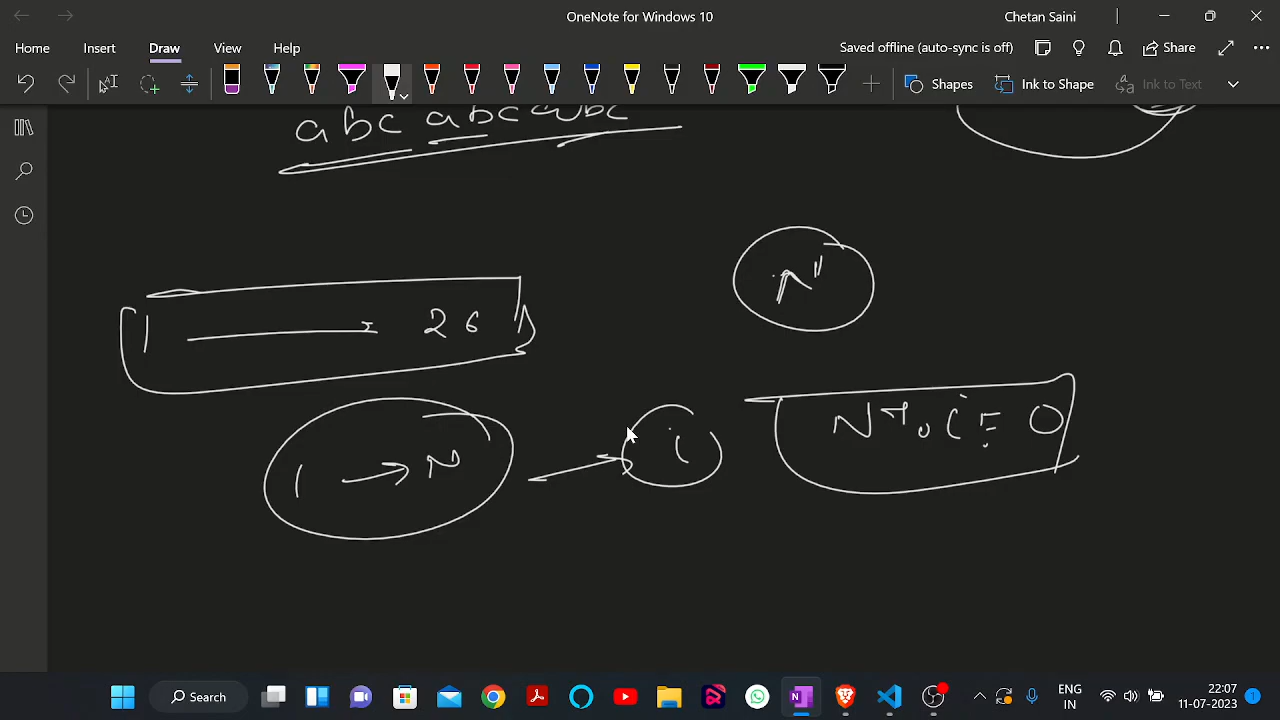 OneNote for Windows 10
Chetan Saini
Home
Insert
Draw
View
Help
Saved offline (auto-sync is off)
Share
Shapes
Ink to Shape
Ink to Text
abc abc abc
N
1 26
1 → N
i
N % i = 0
Search
ENG
IN
22:07
11-07-2023
1